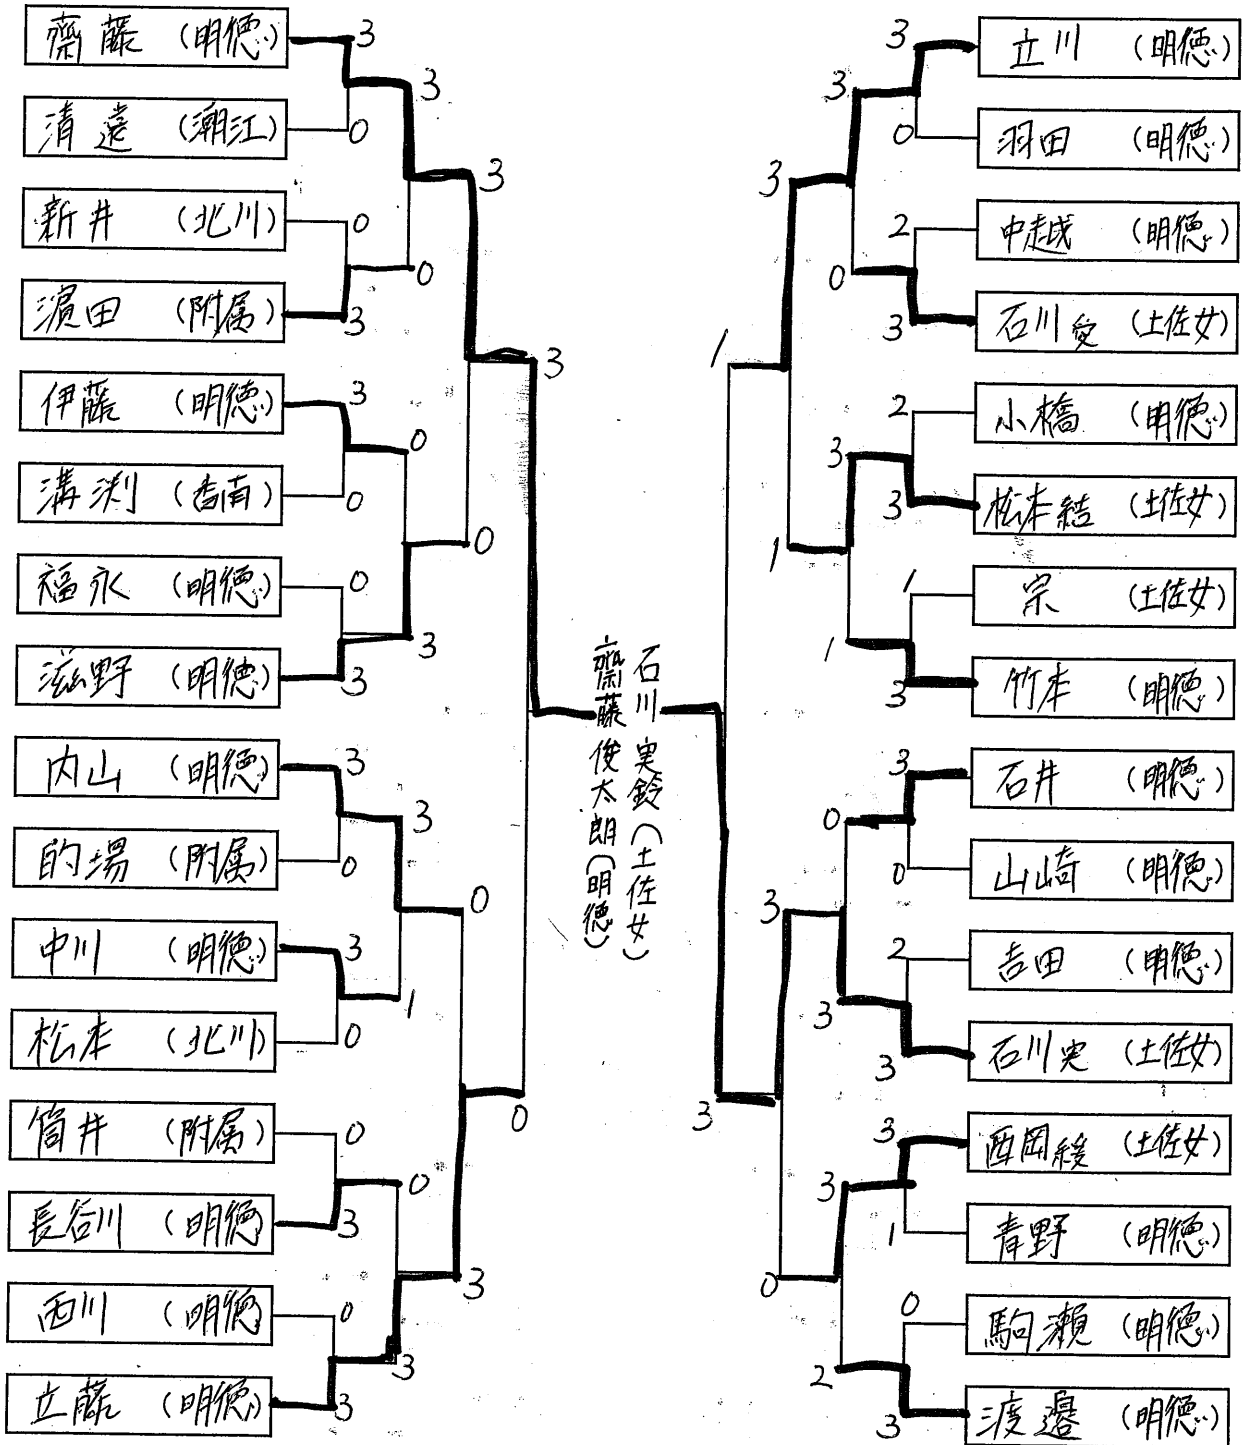 齋藤 (明徳)
3
3
清遠 (潮江)
0
3
新井 (北川)
0
0
濵田 (附属)
3
3
伊藤 (明徳)
3
0
溝渕 (香南)
0
0
福永 (明徳)
0
3
滋野 (明徳)
3
内山 (明徳)
3
3
的場 (附属)
0
0
中川 (明徳)
3
1
松本 (北川)
0
0
筒井 (附属)
0
0
長谷川 (明徳)
3
3
西川 (明徳)
0
3
立藤 (明徳)
3
石川 実鈴 (土佐女)
齋藤 俊太朗 (明徳)
3
立川 (明徳)
3
0
羽田 (明徳)
3
2
中越 (明徳)
0
3
石川愛 (土佐女)
1
2
小橋 (明徳)
3
3
松本結 (土佐女)
1
1
宗 (土佐女)
1
3
竹本 (明徳)
3
石井 (明徳)
0
0
山崎 (明徳)
3
2
吉田 (明徳)
3
3
石川実 (土佐女)
3
3
西岡綾 (土佐女)
3
1
青野 (明徳)
0
0
駒瀬 (明徳)
2
3
渡邉 (明徳)